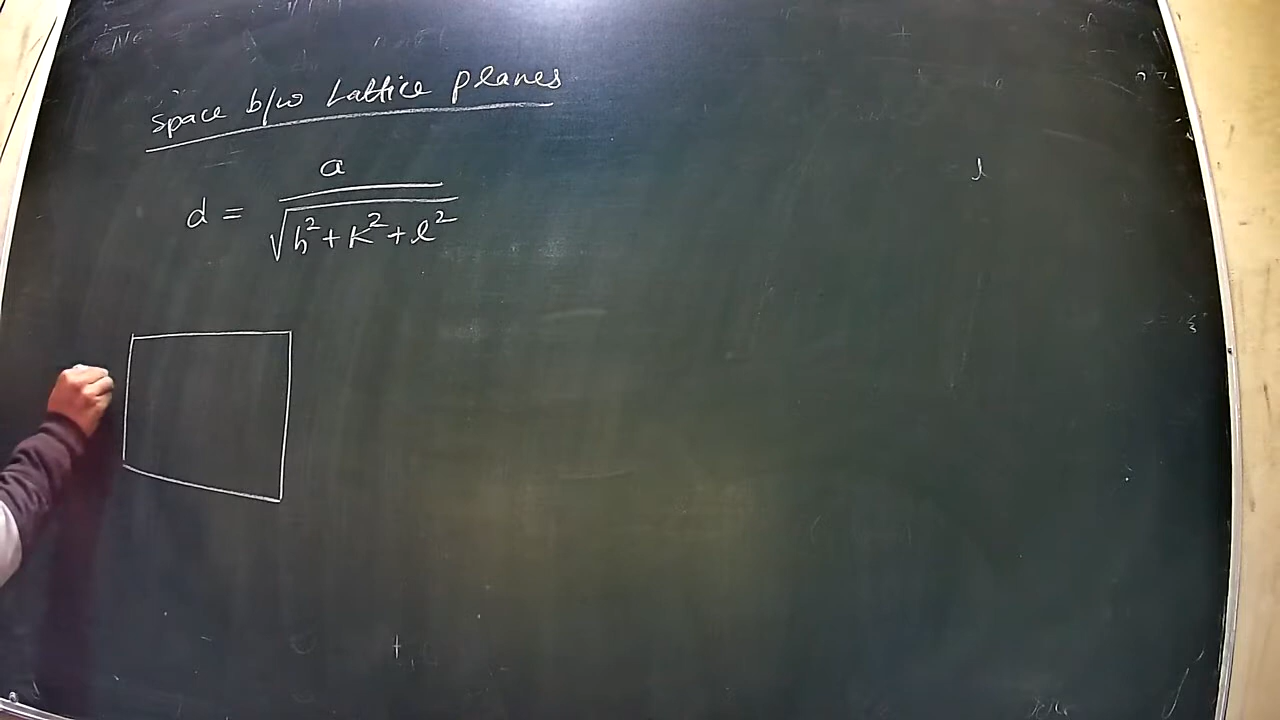 Space b/w Lattice planes
d = a / √(h²+k²+l²)